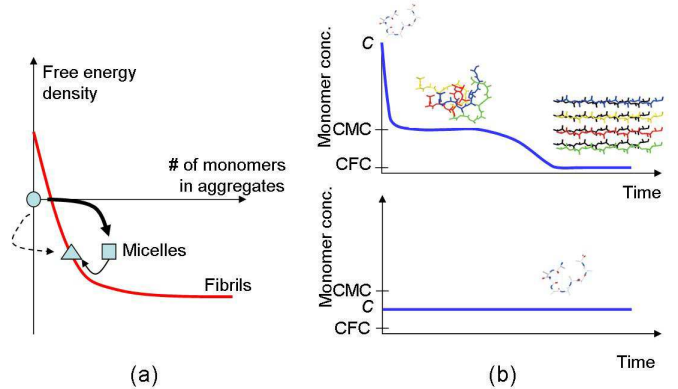 Free energy
density
# of monomers
in aggregates
Micelles
Fibrils
(a)
Monomer conc.
C
CMC
CFC
Time
Monomer conc.
CMC
C
CFC
Time
(b)